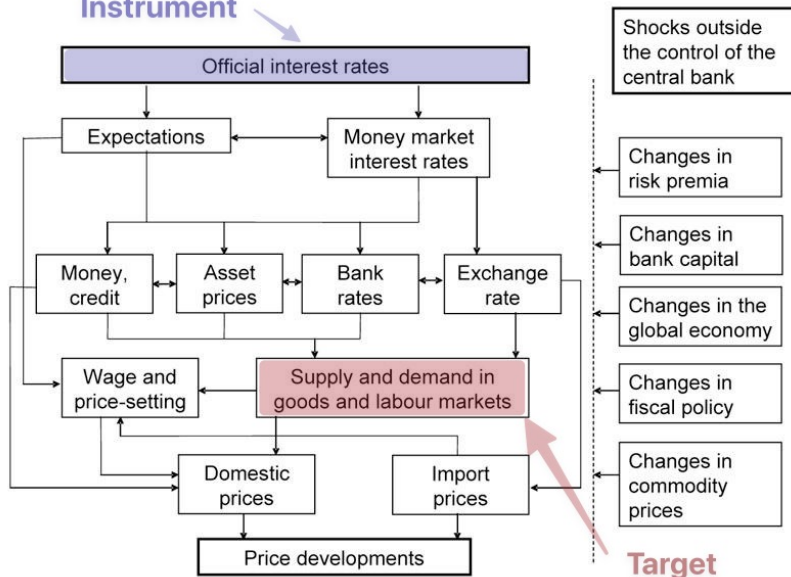 Instrument
Official interest rates
Shocks outside
the control of the
central bank
Expectations
Money market
interest rates
Changes in
risk premia
Money,
credit
Asset
prices
Bank
rates
Exchange
rate
Changes in
bank capital
Changes in the
global economy
Wage and
price-setting
Supply and demand in
goods and labour markets
Changes in
fiscal policy
Domestic
prices
Import
prices
Changes in
commodity
prices
Price developments
Target